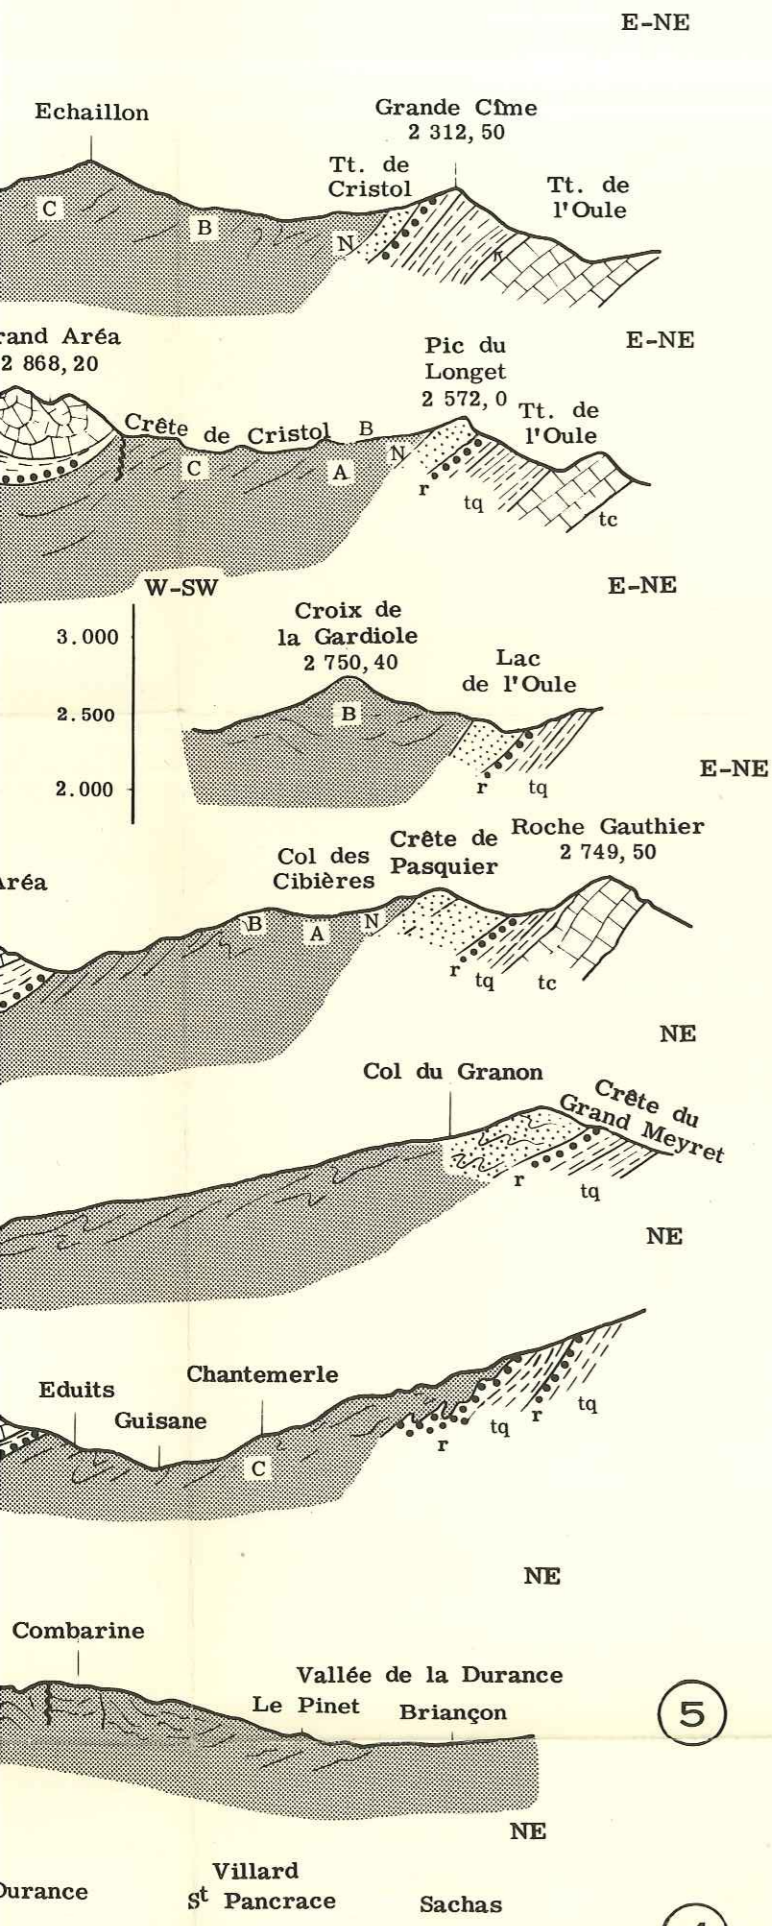 E-NE
Echaillon
Grande Cîme
2 312, 50
Tt. de
Cristol
Tt. de
l'Oule
C
B
N
E-NE
rand Aréa
2 868, 20
Pic du
Longet
2 572, 0
Tt. de
l'Oule
Crête de Cristol
B
N
C
A
r
tq
tc
W-SW
E-NE
3.000
2.500
2.000
Croix de
la Gardiole
2 750, 40
Lac
de l'Oule
B
r
tq
E-NE
Aréa
Col des
Cibières
Crête de
Pasquier
Roche Gauthier
2 749, 50
B
A
N
r
tq
tc
NE
Col du Granon
Crête du
Grand Meyret
r
tq
NE
Eduits
Guisane
Chantemerle
C
r
tq
r
tq
NE
Combarine
Vallée de la Durance
Le Pinet
Briançon
5
NE
Durance
Villard
St Pancrace
Sachas